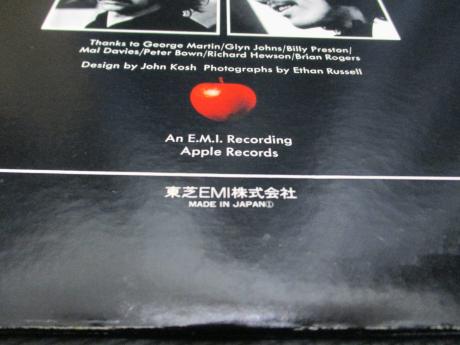 Thanks to George Martin/Glyn Johns/Billy Preston/
Mal Davies/Peter Bown/Richard Hewson/Brian Rogers
Design by John Kosh Photographs by Ethan Russell
An E.M.I. Recording
Apple Records
東芝EMI株式会社
MADE IN JAPAN①